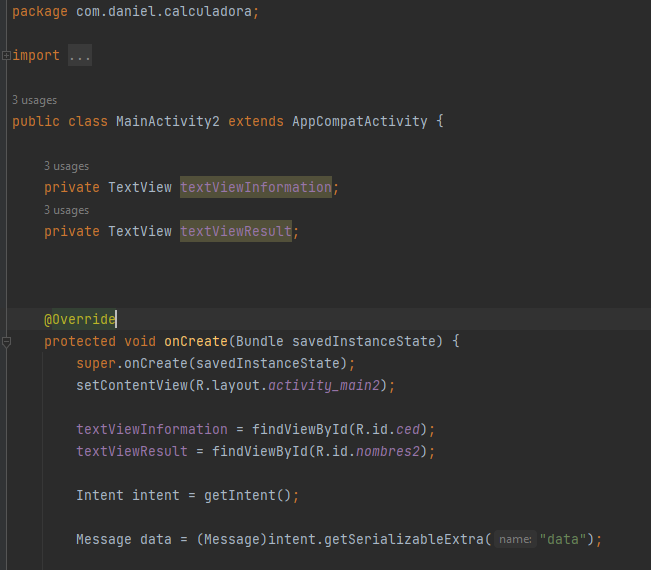 package com.daniel.calculadora;
import ...
3 usages
public class MainActivity2 extends AppCompatActivity {
3 usages
private TextView textViewInformation;
3 usages
private TextView textViewResult;
@Override
protected void onCreate(Bundle savedInstanceState) {
super.onCreate(savedInstanceState);
setContentView(R.layout.activity_main2);
textViewInformation = findViewById(R.id.ced);
textViewResult = findViewById(R.id.nombres2);
Intent intent = getIntent();
Message data = (Message)intent.getSerializableExtra( name: "data");